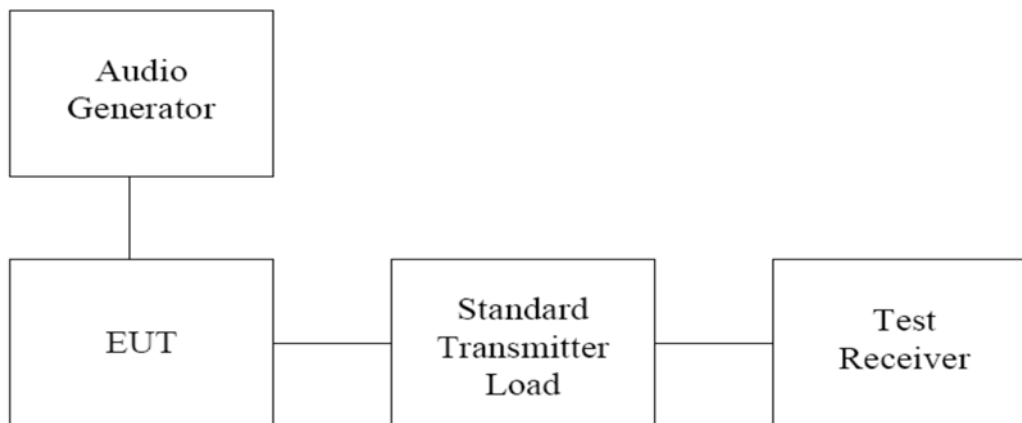 Audio
Generator
EUT
Standard
Transmitter
Load
Test
Receiver